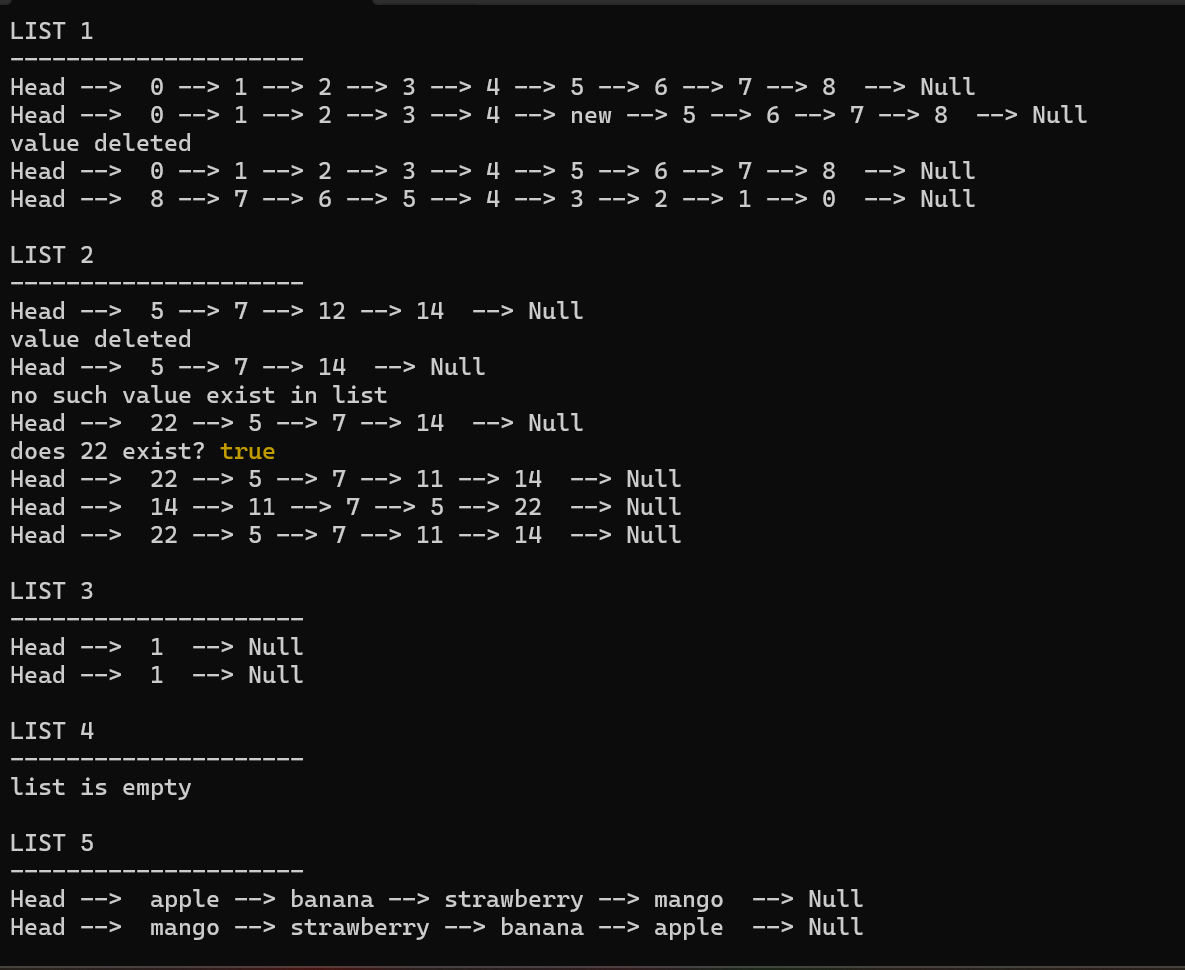 LIST 1
---------------------
Head -->  0 --> 1 --> 2 --> 3 --> 4 --> 5 --> 6 --> 7 --> 8  --> Null
Head -->  0 --> 1 --> 2 --> 3 --> 4 --> new --> 5 --> 6 --> 7 --> 8  --> Null
value deleted
Head -->  0 --> 1 --> 2 --> 3 --> 4 --> 5 --> 6 --> 7 --> 8  --> Null
Head -->  8 --> 7 --> 6 --> 5 --> 4 --> 3 --> 2 --> 1 --> 0  --> Null
LIST 2
---------------------
Head -->  5 --> 7 --> 12 --> 14  --> Null
value deleted
Head -->  5 --> 7 --> 14  --> Null
no such value exist in list
Head -->  22 --> 5 --> 7 --> 14  --> Null
does 22 exist? true
Head -->  22 --> 5 --> 7 --> 11 --> 14  --> Null
Head -->  14 --> 11 --> 7 --> 5 --> 22  --> Null
Head -->  22 --> 5 --> 7 --> 11 --> 14  --> Null
LIST 3
---------------------
Head -->  1  --> Null
Head -->  1  --> Null
LIST 4
---------------------
list is empty
LIST 5
---------------------
Head -->  apple --> banana --> strawberry --> mango  --> Null
Head -->  mango --> strawberry --> banana --> apple  --> Null